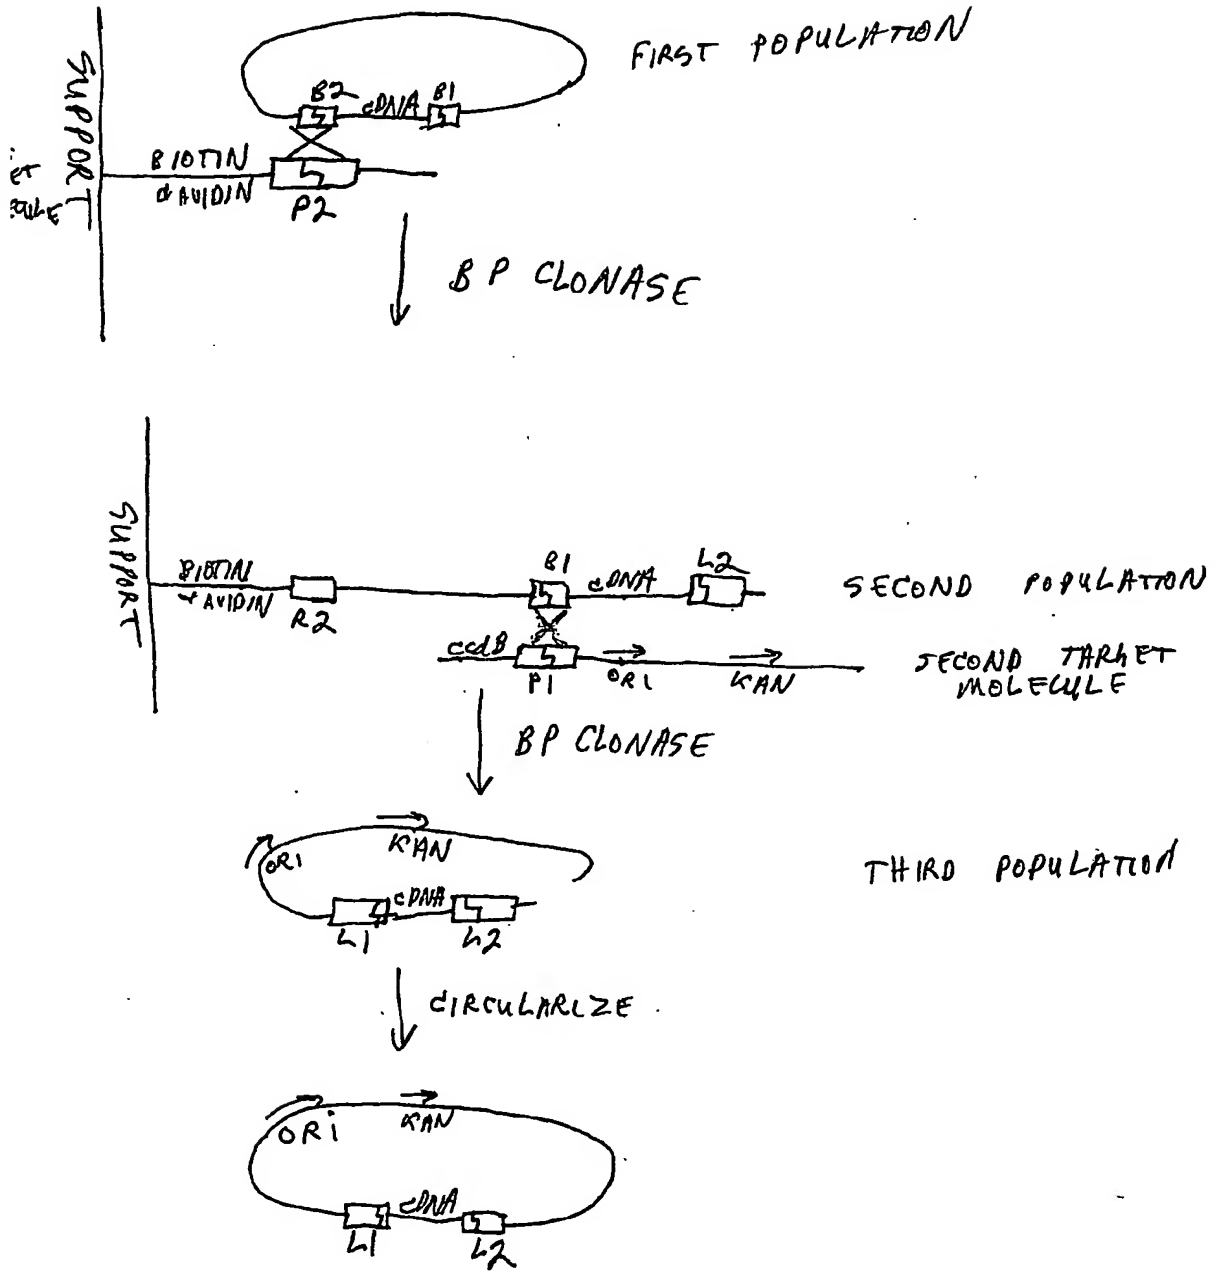 FIRST POPULATION
B2 cDNA B1
SUPPORT
BIOTIN
AVIDIN
P2
BP CLONASE
SUPPORT
BIOTIN
AVIDIN
R2
B1
cDNA
L2
SECOND POPULATION
ccdB
P1
ORI
KAN
SECOND TARGET
MOLECULE
BP CLONASE
ORI
KAN
THIRD POPULATION
cDNA
L1
L2
CIRCULARIZE
ORi
KAN
cDNA
L1
L2